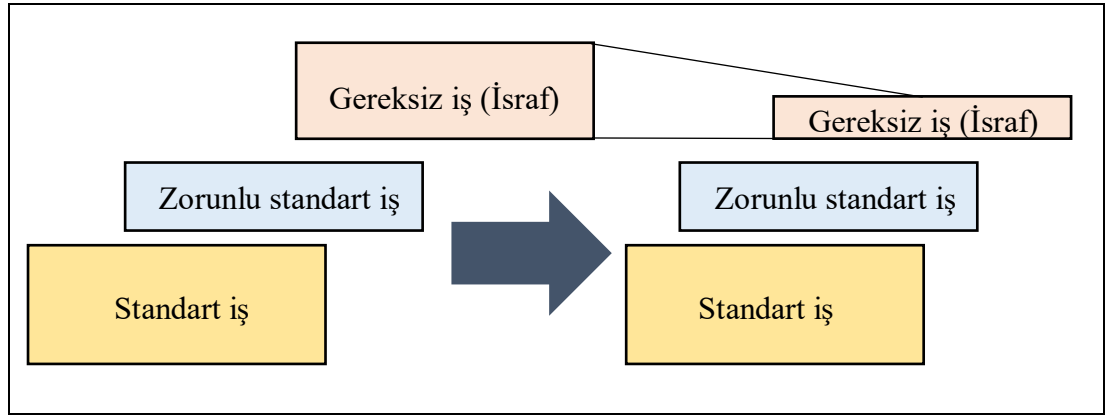 Gereksiz iş (İsraf)
Gereksiz iş (İsraf)
Zorunlu standart iş
Zorunlu standart iş
Standart iş
Standart iş